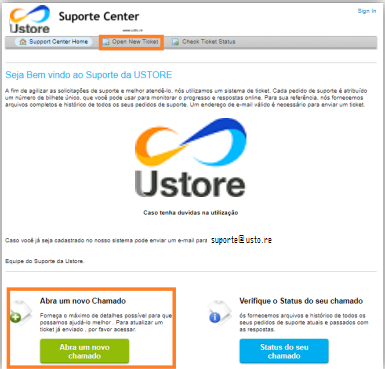 Ustore
Suporte Center
www.usto.re
Sign In
Support Center Home
Open New Ticket
Check Ticket Status
Seja Bem vindo ao Suporte da USTORE
A fim de agilizar as solicitações de suporte e melhor atendê-lo, nós utilizamos um sistema de ticket. Cada pedido de suporte é atribuído
um número de bilhete único, que você pode usar para monitorar o progresso e respostas online. Para sua referência, nós fornecemos
arquivos completos e histórico de todos os seus pedidos de suporte. Um endereço de e-mail válido é necessário para enviar um ticket.
Ustore
Caso tenha duvidas na utilização
Caso você já seja cadastrado no nosso sistema pode enviar um e-mail para suporte@usto.re
Equipe do Suporte da Ustore.
Abra um novo Chamado
Forneça o máximo de detalhes possível para que
possamos ajudá-lo melhor. Para atualizar um
ticket já enviado, por favor acessar.
Abra um novo
chamado
Verifique o Status do seu chamado
ós fornecemos arquivos e histórico de todos os
seus pedidos de suporte atuais e passados com
as respostas.
Status do seu
chamado